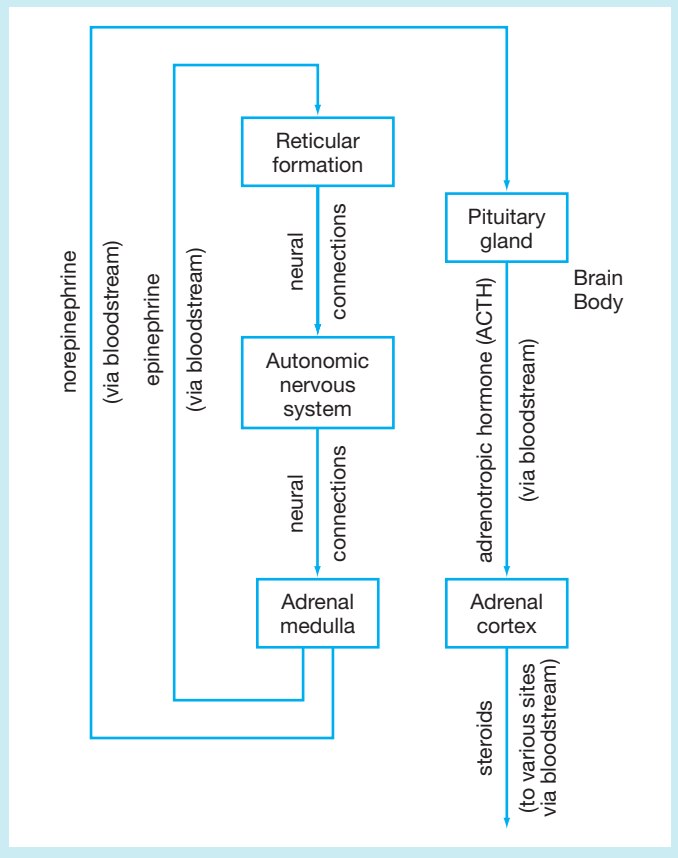 Reticular
formation
Pituitary
gland
Brain
Body
norepinephrine
(via bloodstream)
epinephrine
(via bloodstream)
neural
connections
adrenotropic hormone (ACTH)
(via bloodstream)
Autonomic
nervous
system
neural
connections
Adrenal
medulla
Adrenal
cortex
steroids
(to various sites
via bloodstream)